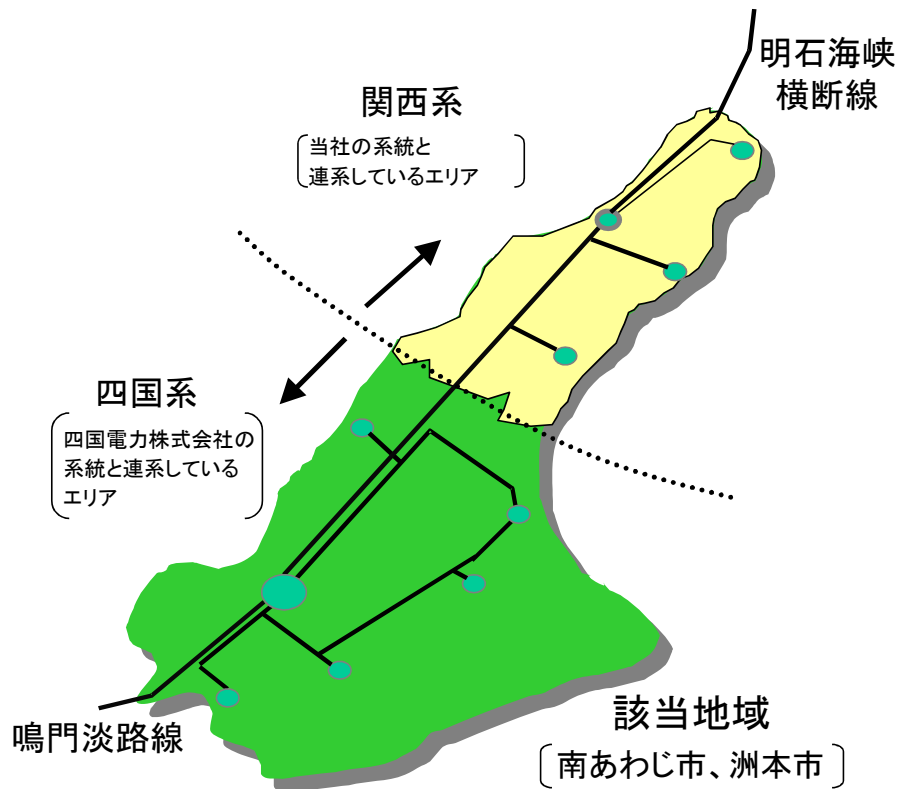 明石海峡
横断線
関西系
当社の系統と
連系しているエリア
四国系
四国電力株式会社の
系統と連系している
エリア
鳴門淡路線
該当地域
南あわじ市、洲本市